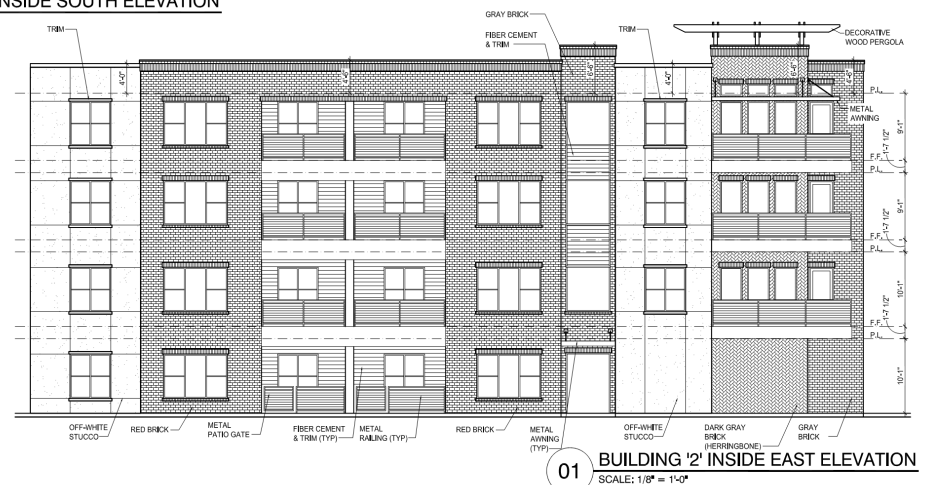 INSIDE SOUTH ELEVATION
GRAY BRICK
TRIM
FIBER CEMENT
& TRIM
TRIM
DECORATIVE
WOOD PERGOLA
4'-0"
4'-6"
6'-6"
4'-0"
6'-6"
4'-6"
P.L.
METAL
AWNING
9'-1"
F.F.
1'-7 1/2"
P.L.
9'-1"
F.F.
1'-7 1/2"
P.L.
10'-1"
F.F.
1'-7 1/2"
P.L.
10'-1"
OFF-WHITE
STUCCO
RED BRICK
METAL
PATIO GATE
FIBER CEMENT
& TRIM (TYP)
METAL
RAILING (TYP)
RED BRICK
METAL
AWNING
(TYP)
OFF-WHITE
STUCCO
DARK GRAY
BRICK
(HERRINGBONE)
GRAY
BRICK
01
BUILDING '2' INSIDE EAST ELEVATION
SCALE: 1/8" = 1'-0"